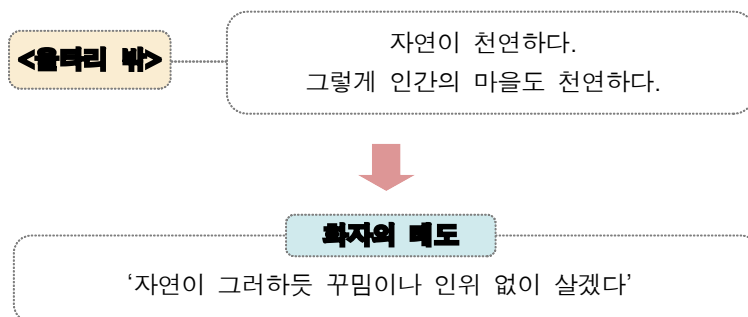 <울타리 밖>
자연이 천연하다.
그렇게 인간의 마을도 천연하다.
화자의 태도
‘자연이 그러하듯 꾸밈이나 인위 없이 살겠다’